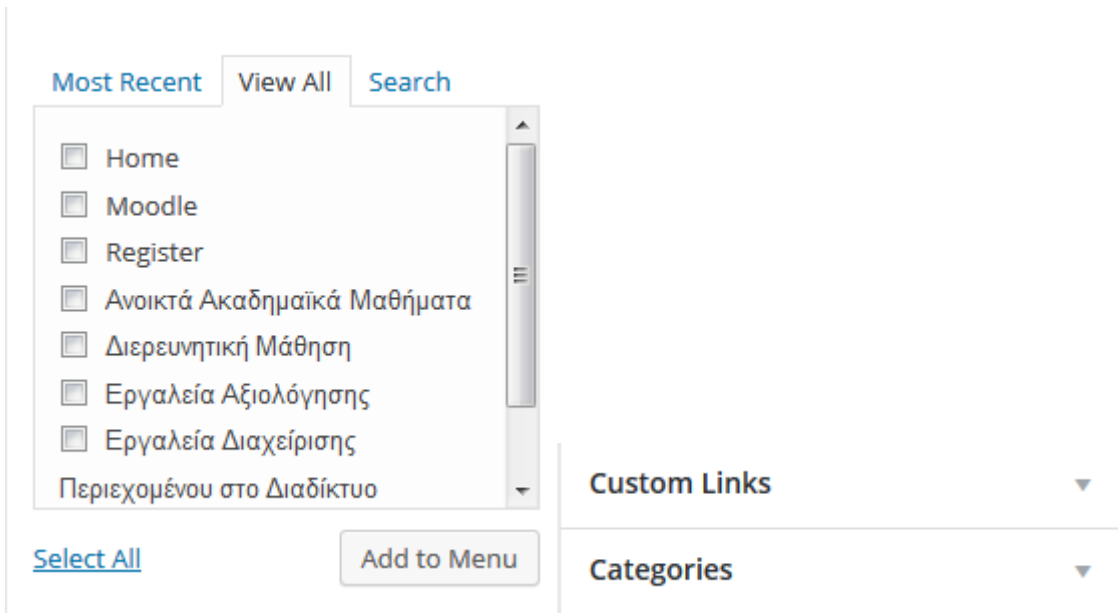 Most Recent View All Search
Home
Moodle
Register
Ανοικτά Ακαδημαϊκά Μαθήματα
Διερευνητική Μάθηση
Εργαλεία Αξιολόγησης
Εργαλεία Διαχείρισης
Περιεχομένου στο Διαδίκτυο
Select All Add to Menu
Custom Links
Categories